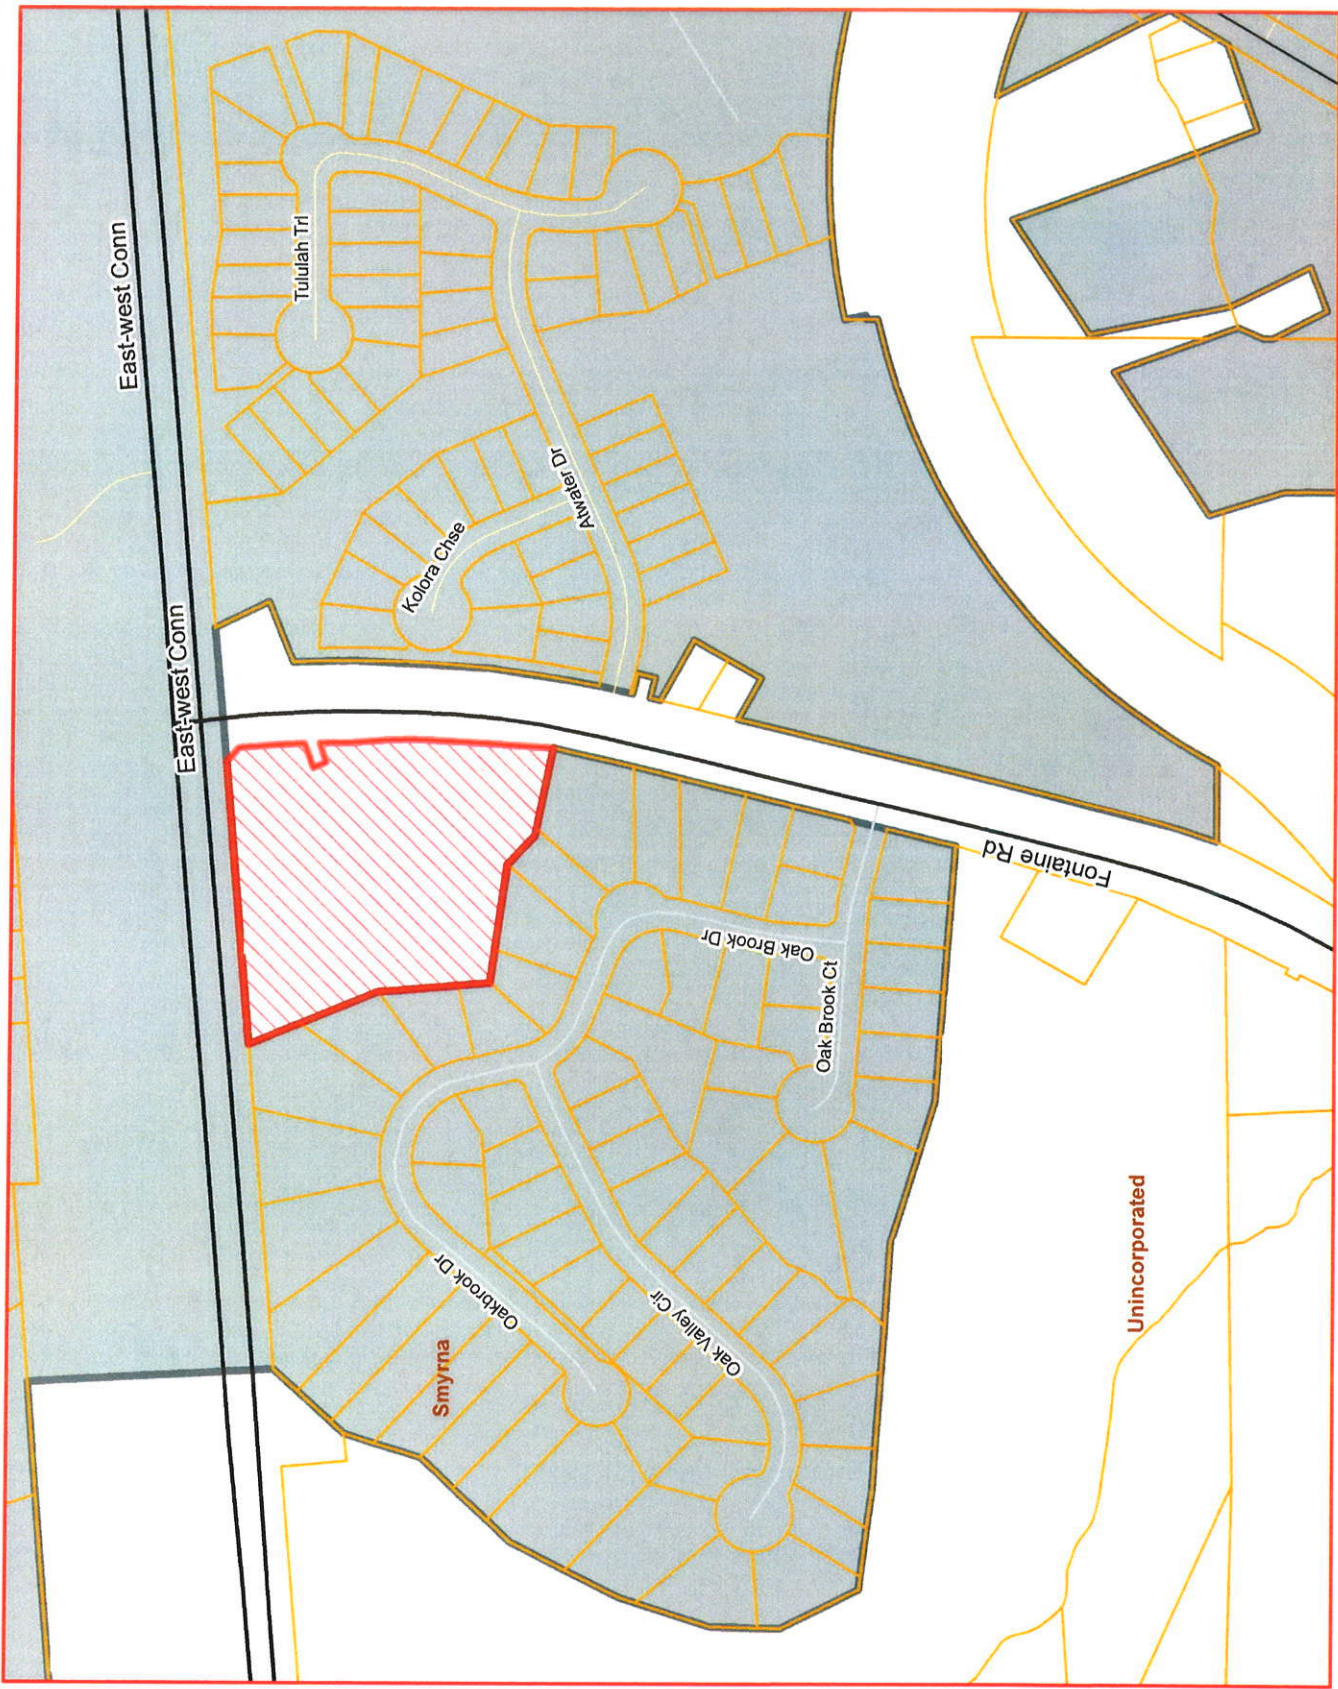 East-west Conn
East-west Conn
Tululah Trl
Kolora Chse
Atwater Dr
Fontaine Rd
Oak Brook Dr
Oak Brook Ct
Oakbrook Dr
Oak Valley Cir
Smyrna
Unincorporated